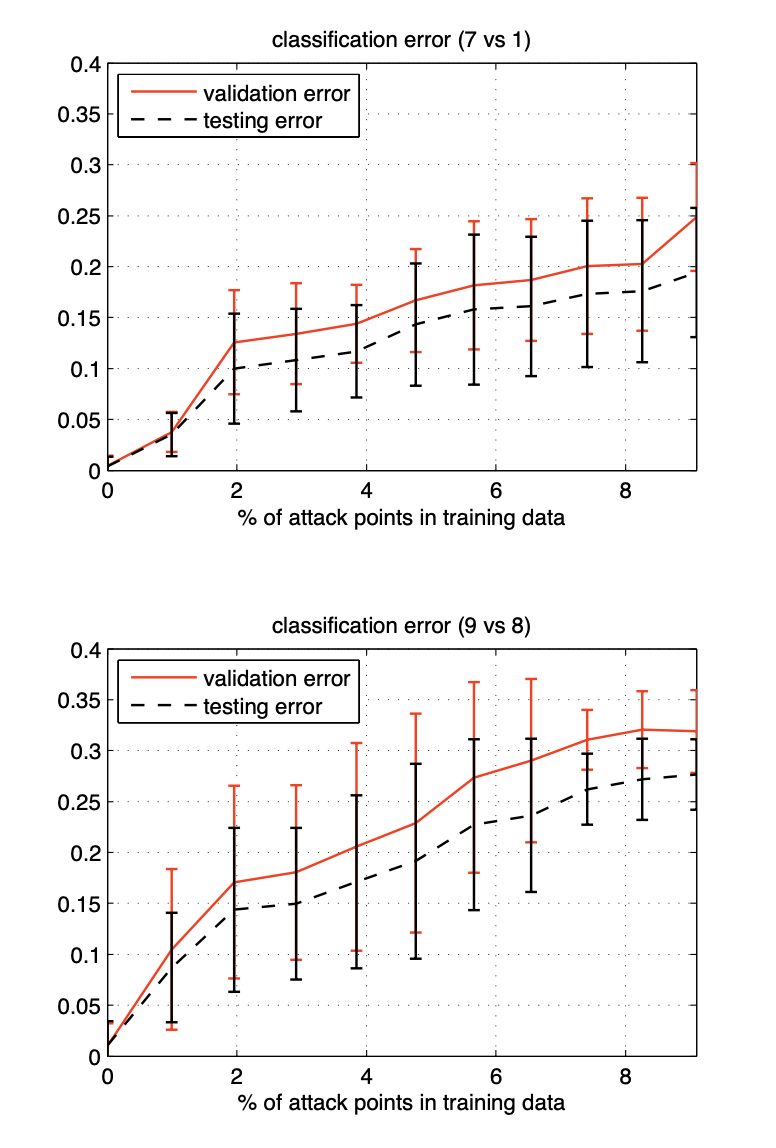 classification error (7 vs 1)
0.4
validation error
testing error
0.35
0.3
0.25
0.2
0.15
0.1
0.05
0
0 2 4 6 8
% of attack points in training data
classification error (9 vs 8)
0.4
validation error
testing error
0.35
0.3
0.25
0.2
0.15
0.1
0.05
0
0 2 4 6 8
% of attack points in training data